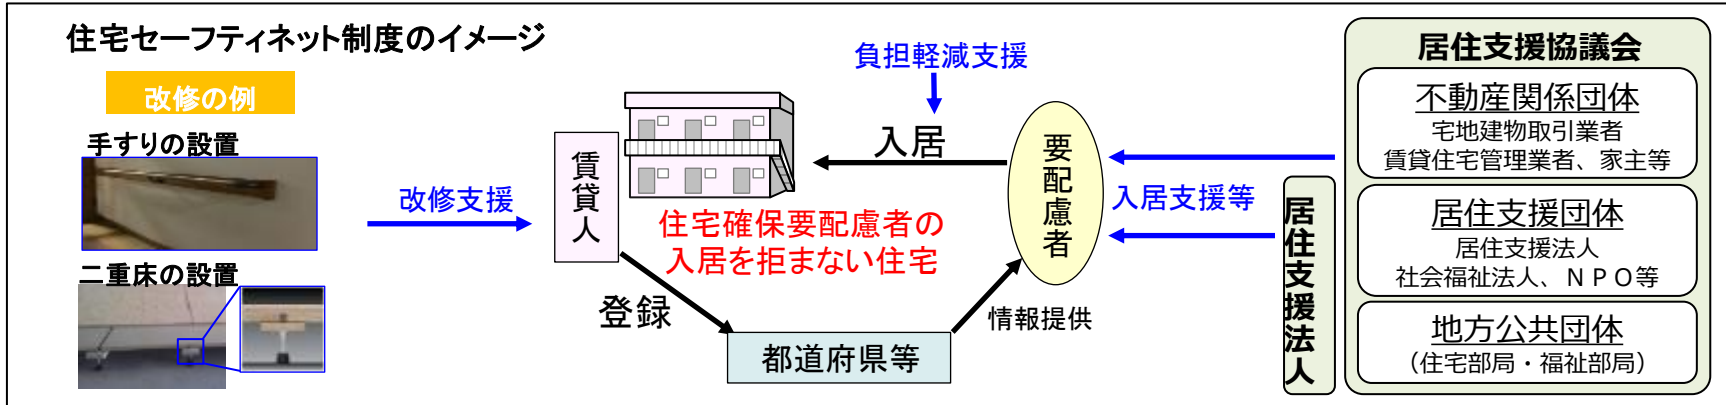 住宅セーフティネット制度のイメージ
改修の例
手すりの設置
二重床の設置
改修支援
賃貸人
負担軽減支援
入居
住宅確保要配慮者の
入居を拒まない住宅
登録
都道府県等
情報提供
要配慮者
入居支援等
居住支援法人
居住支援協議会
不動産関係団体
宅地建物取引業者
賃貸住宅管理業者、家主等
居住支援団体
居住支援法人
社会福祉法人、ＮＰＯ等
地方公共団体
（住宅部局・福祉部局）